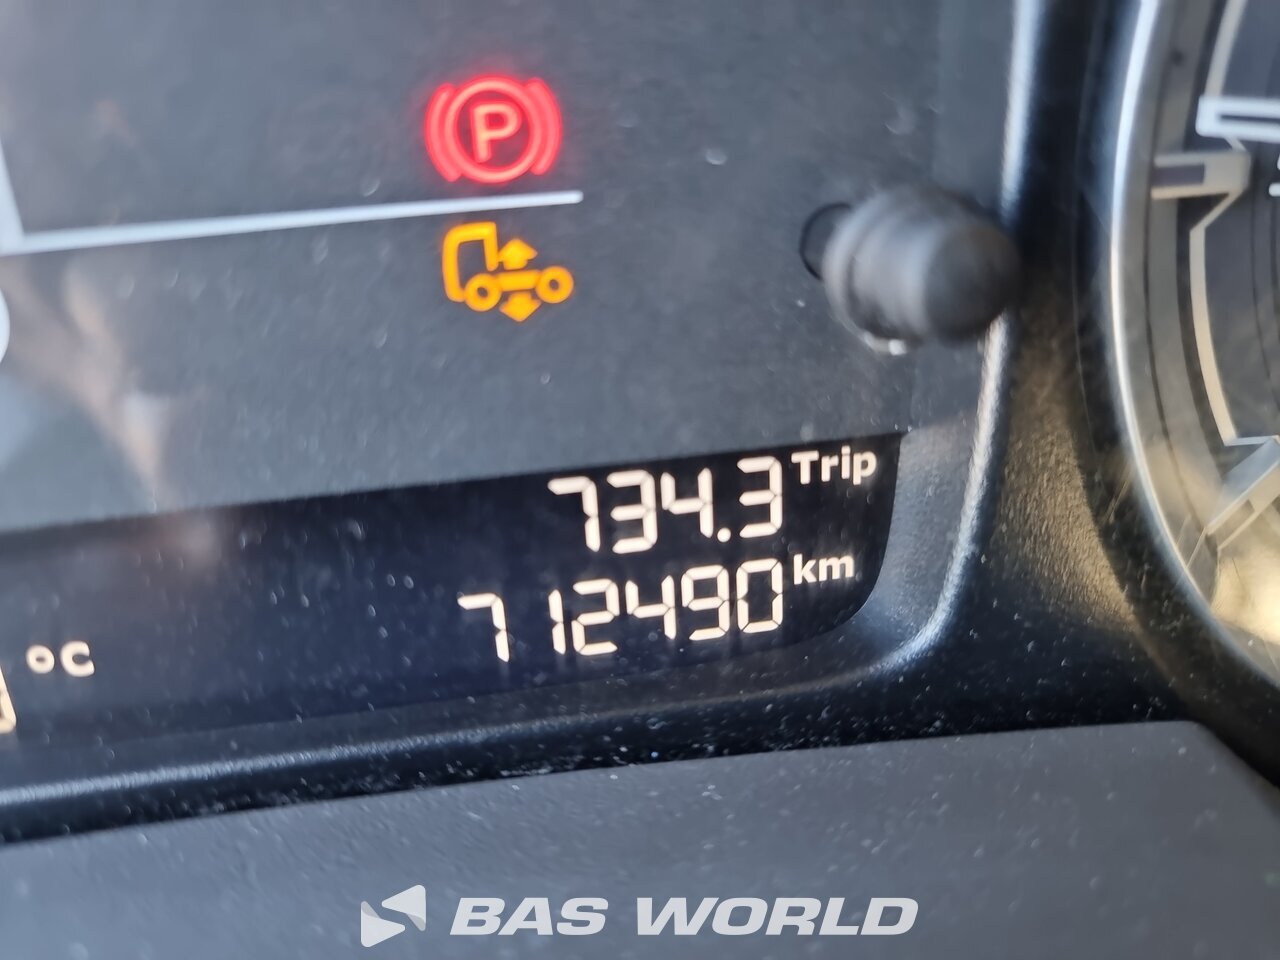 P
734.3 Trip
712490 km
°C
BAS WORLD